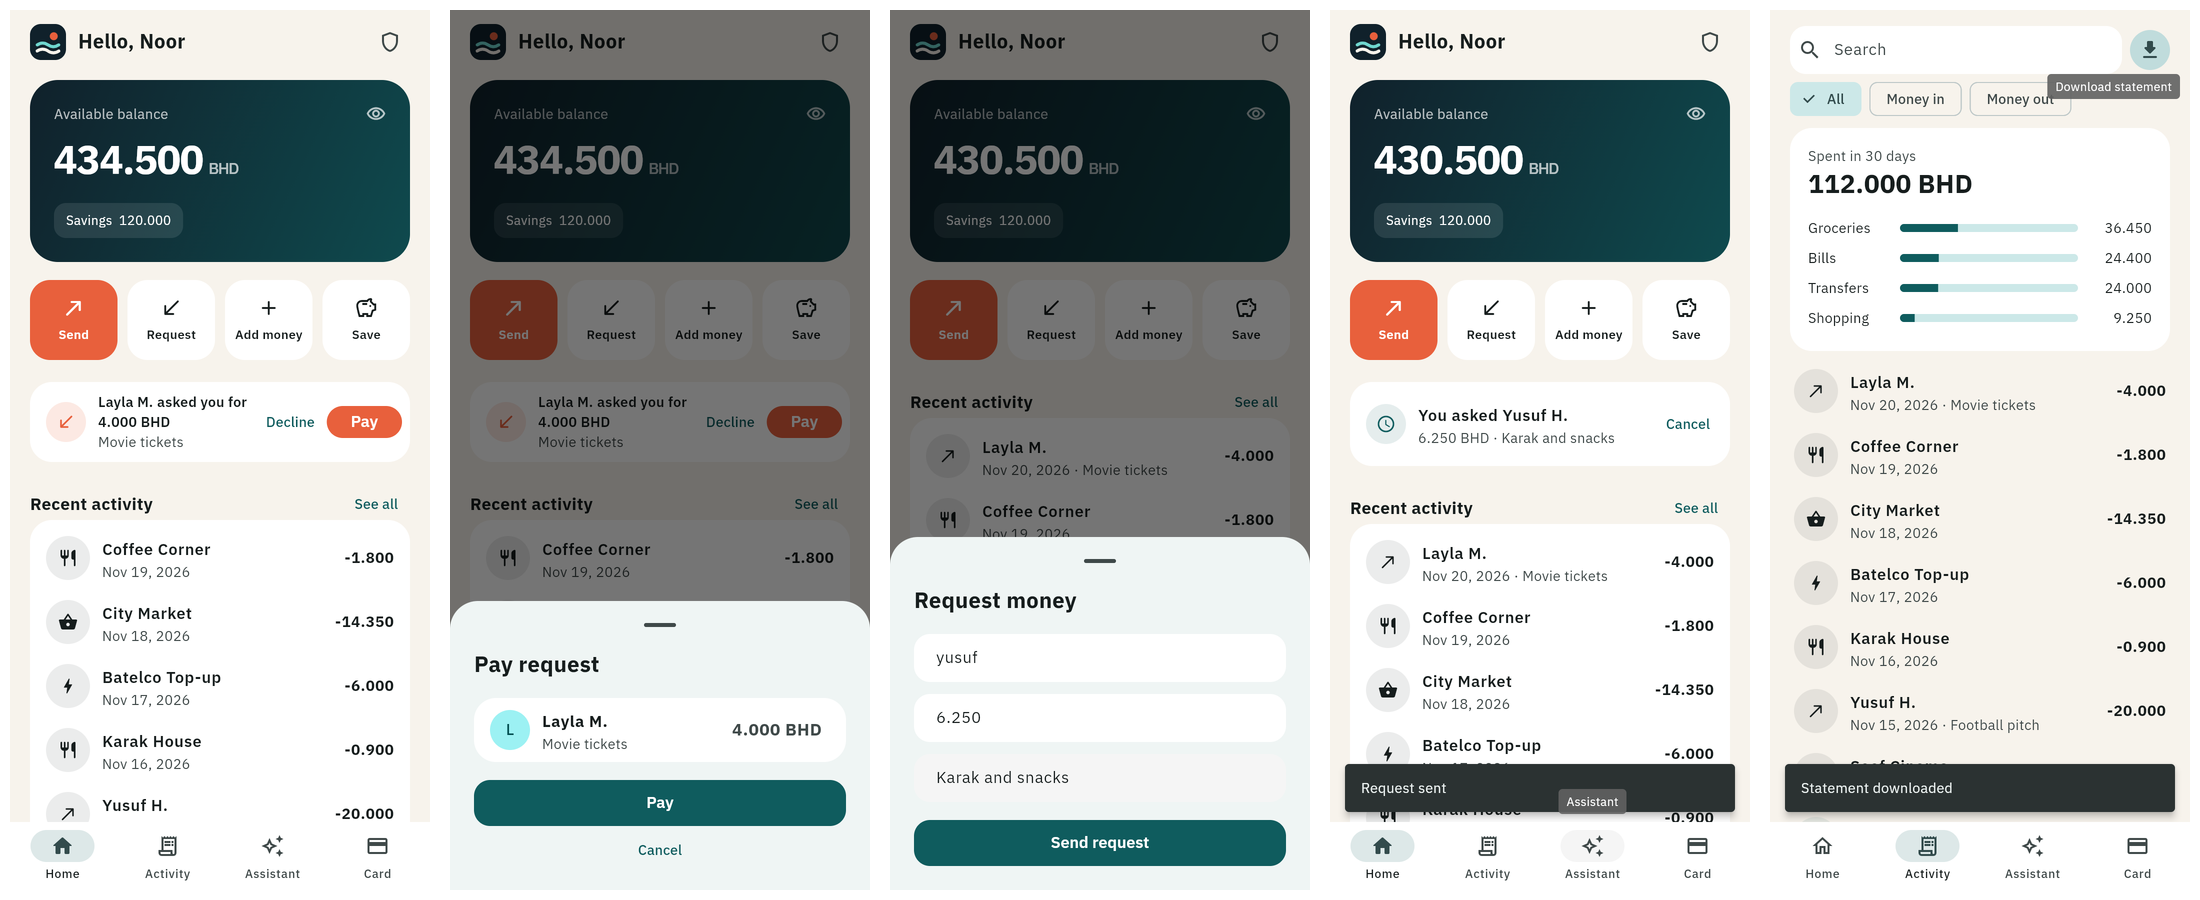 Hello, Noor
Available balance
434.500 BHD
Savings 120.000
Send
Request
Add money
Save
Layla M. asked you for
4.000 BHD
Movie tickets
Decline
Pay
Recent activity
See all
Coffee Corner
-1.800
Nov 19, 2026
City Market
-14.350
Nov 18, 2026
Batelco Top-up
-6.000
Nov 17, 2026
Karak House
-0.900
Nov 16, 2026
Yusuf H.
-20.000
Home
Activity
Assistant
Card
Hello, Noor
Available balance
434.500 BHD
Savings 120.000
Send
Request
Add money
Save
Layla M. asked you for
4.000 BHD
Movie tickets
Decline
Pay
Recent activity
See all
Coffee Corner
-1.800
Nov 19, 2026
Pay request
L
Layla M.
4.000 BHD
Movie tickets
Pay
Cancel
Hello, Noor
Available balance
430.500 BHD
Savings 120.000
Send
Request
Add money
Save
Recent activity
See all
Layla M.
-4.000
Nov 20, 2026 · Movie tickets
Coffee Corner
-1.800
Nov 19, 2026
Request money
yusuf
6.250
Karak and snacks
Send request
Hello, Noor
Available balance
430.500 BHD
Savings 120.000
Send
Request
Add money
Save
You asked Yusuf H.
6.250 BHD · Karak and snacks
Cancel
Recent activity
See all
Layla M.
-4.000
Nov 20, 2026 · Movie tickets
Coffee Corner
-1.800
Nov 19, 2026
City Market
-14.350
Nov 18, 2026
Batelco Top-up
-6.000
Request sent
Assistant
Karak House
-0.900
Home
Activity
Assistant
Card
Search
Download statement
All
Money in
Money out
Spent in 30 days
112.000 BHD
Groceries
36.450
Bills
24.400
Transfers
24.000
Shopping
9.250
Layla M.
-4.000
Nov 20, 2026 · Movie tickets
Coffee Corner
-1.800
Nov 19, 2026
City Market
-14.350
Nov 18, 2026
Batelco Top-up
-6.000
Nov 17, 2026
Karak House
-0.900
Nov 16, 2026
Yusuf H.
-20.000
Nov 15, 2026 · Football pitch
Statement downloaded
Home
Activity
Assistant
Card